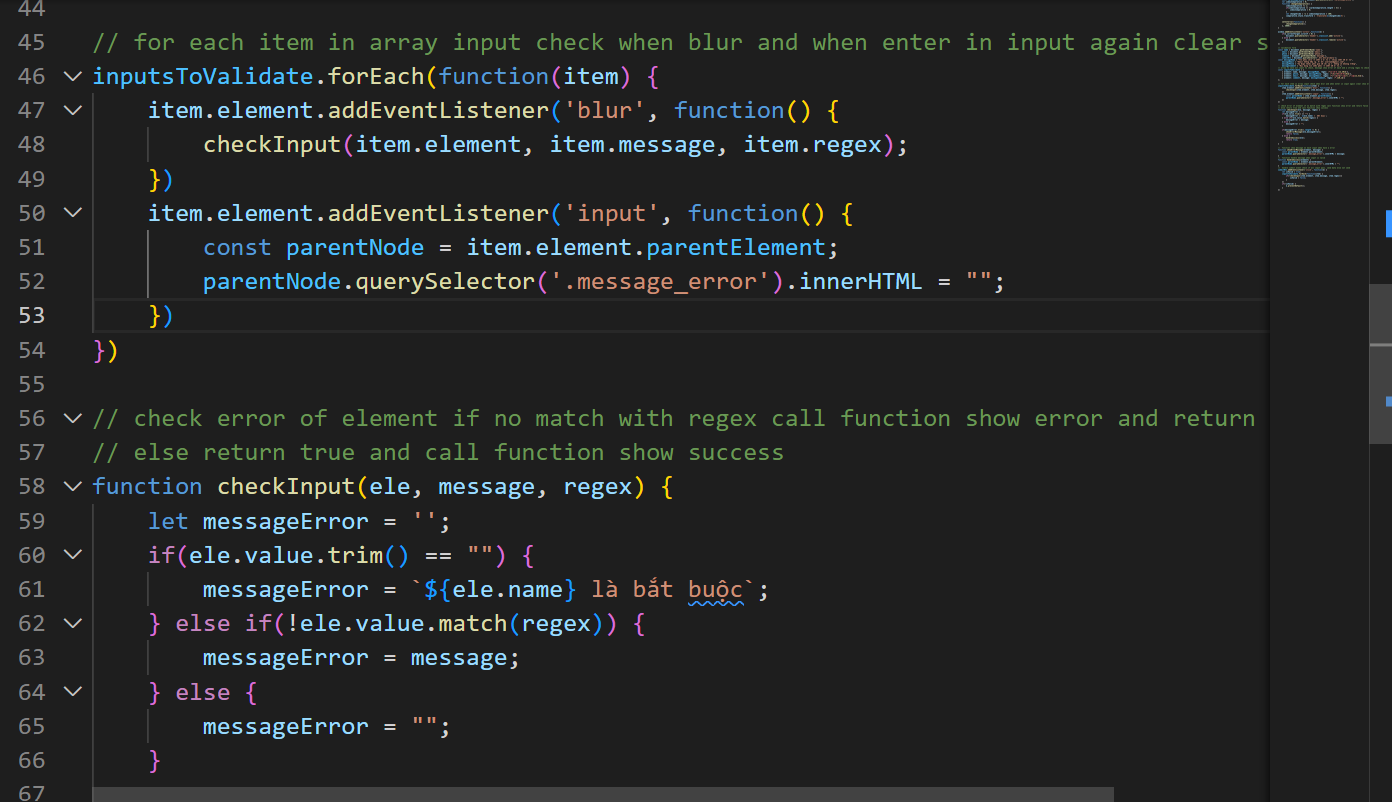 44
45 // for each item in array input check when blur and when enter in input again clear s
46 inputsToValidate.forEach(function(item) {
47     item.element.addEventListener('blur', function() {
48         checkInput(item.element, item.message, item.regex);
49     })
50     item.element.addEventListener('input', function() {
51         const parentNode = item.element.parentElement;
52         parentNode.querySelector('.message_error').innerHTML = "";
53     })
54 })
55
56 // check error of element if no match with regex call function show error and return
57 // else return true and call function show success
58 function checkInput(ele, message, regex) {
59     let messageError = '';
60     if(ele.value.trim() == "") {
61         messageError = `${ele.name} là bắt buộc`;
62     } else if(!ele.value.match(regex)) {
63         messageError = message;
64     } else {
65         messageError = "";
66     }
67